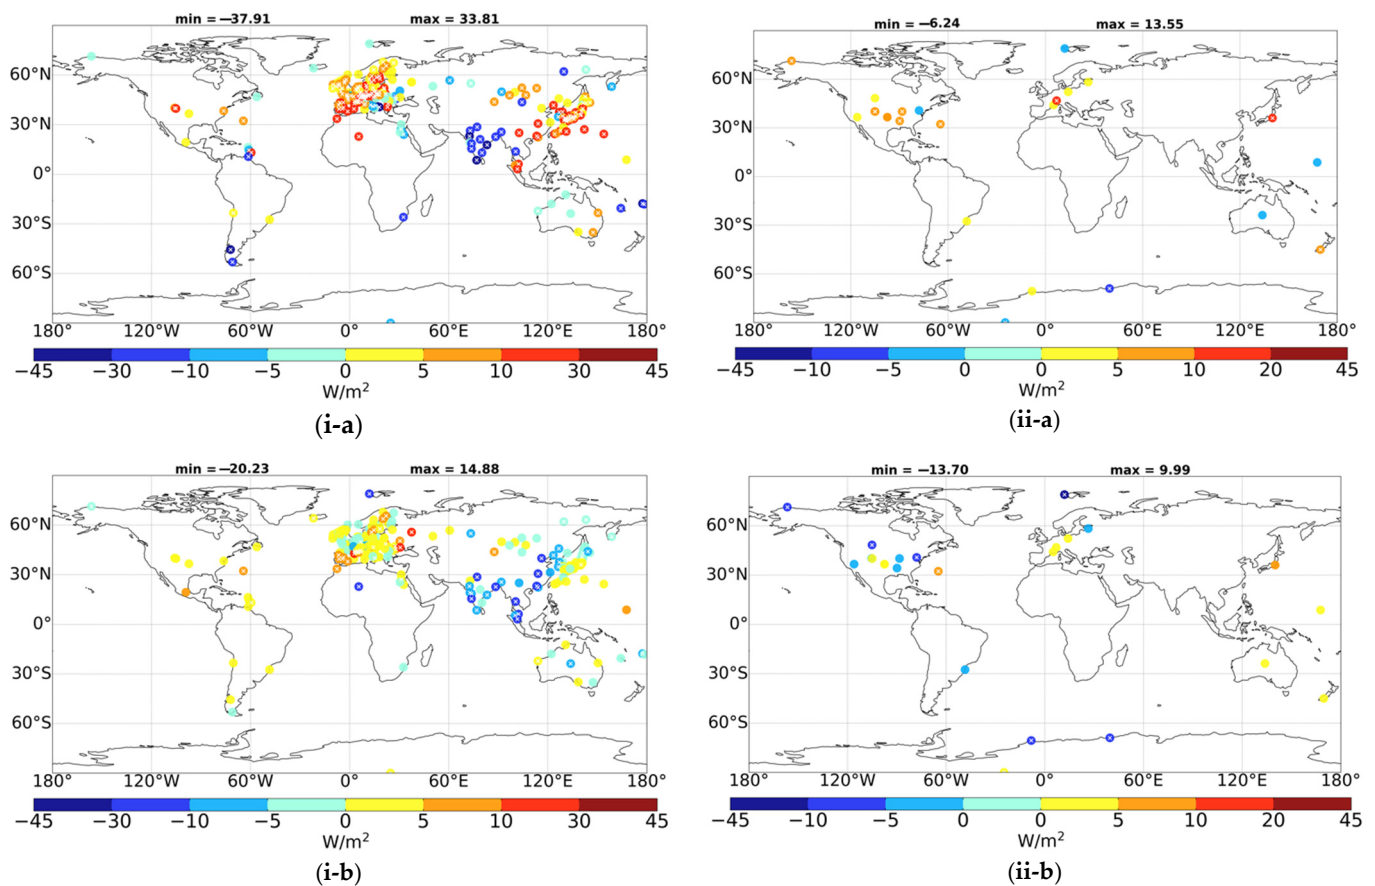 min = −37.91 max = 33.81
60°N
30°N
0°
30°S
60°S
180° 120°W 60°W 0° 60°E 120°E 180°
−45 −30 −10 −5 0 5 10 30 45
W/m²
(i-a)
min = −6.24 max = 13.55
60°N
30°N
0°
30°S
60°S
180° 120°W 60°W 0° 60°E 120°E 180°
−45 −10 −5 0 0 5 10 20 45
W/m²
(ii-a)
min = −20.23 max = 14.88
60°N
30°N
0°
30°S
60°S
180° 120°W 60°W 0° 60°E 120°E 180°
−45 −30 −10 −5 0 5 10 30 45
W/m²
(i-b)
min = −13.70 max = 9.99
60°N
30°N
0°
30°S
60°S
180° 120°W 60°W 0° 60°E 120°E 180°
−45 −10 −5 0 0 5 10 20 45
W/m²
(ii-b)